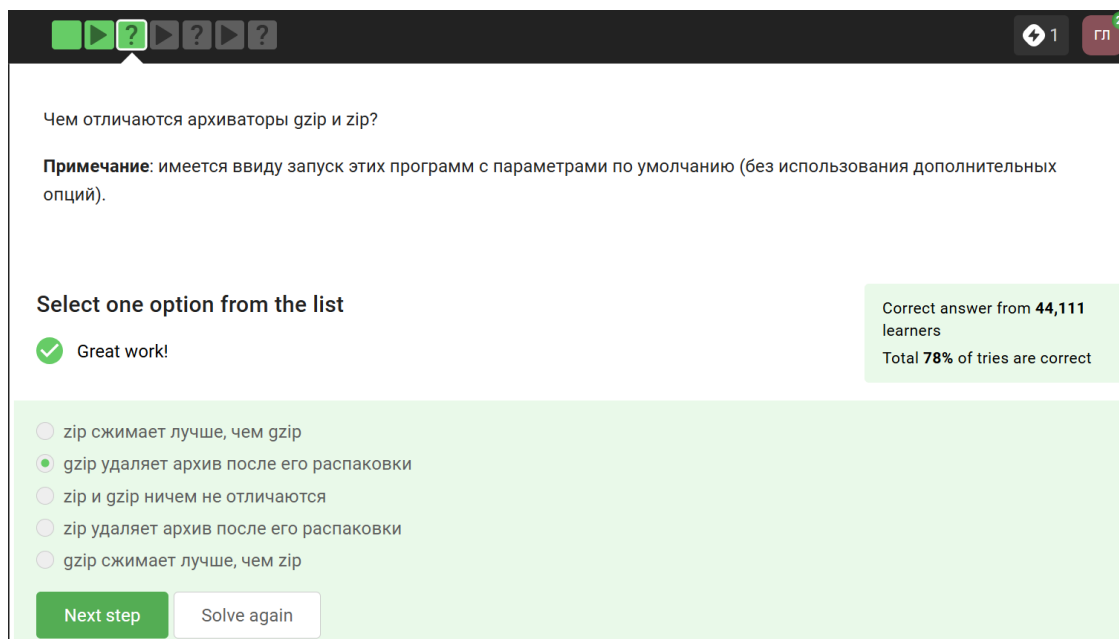 ? ? ?
1
ГЛ
2
Чем отличаются архиваторы gzip и zip?
Примечание: имеется ввиду запуск этих программ с параметрами по умолчанию (без использования дополнительных
опций).
Select one option from the list
Great work!
Correct answer from 44,111
learners
Total 78% of tries are correct
zip сжимает лучше, чем gzip
gzip удаляет архив после его распаковки
zip и gzip ничем не отличаются
zip удаляет архив после его распаковки
gzip сжимает лучше, чем zip
Next step
Solve again